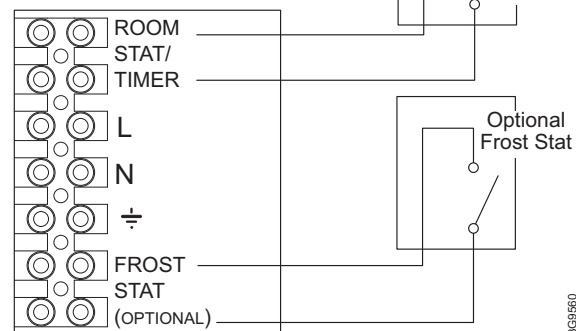 ROOM
STAT/
TIMER
L
N
FROST
STAT
(OPTIONAL)
Optional
Frost Stat